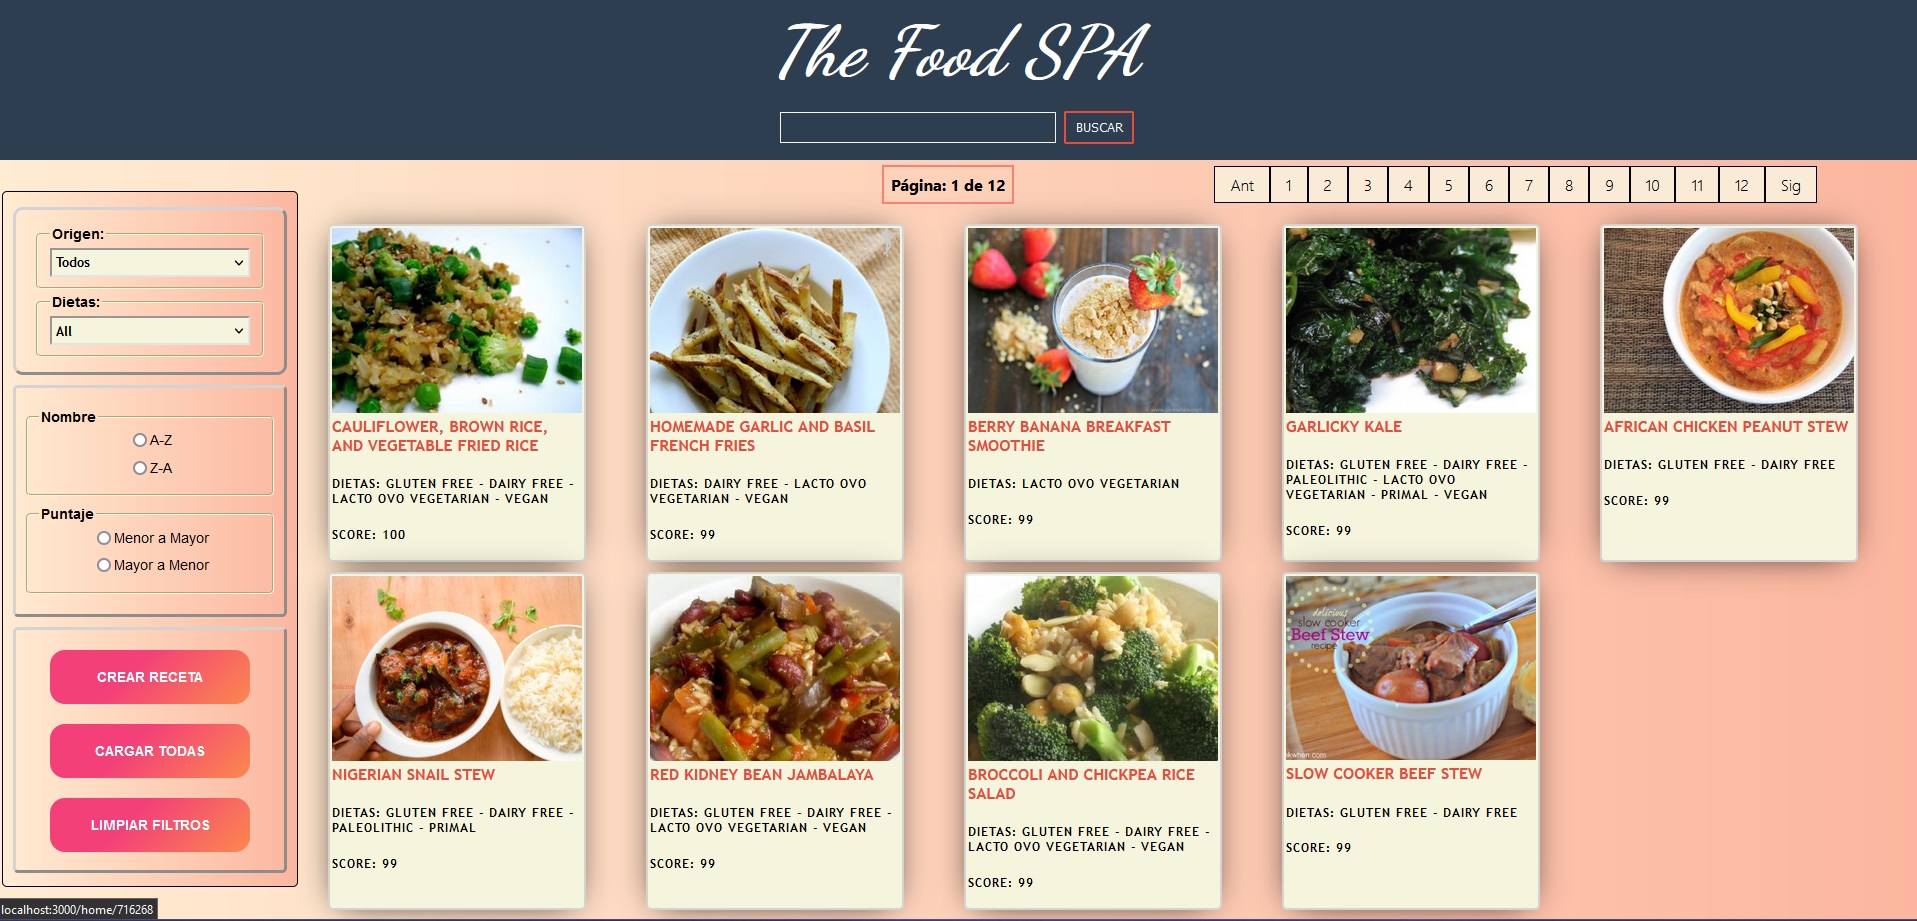 The Food SPA
BUSCAR
Página: 1 de 12
Ant 1 2 3 4 5 6 7 8 9 10 11 12 Sig
Origen:
Todos
Dietas:
All
Nombre
A-Z
Z-A
Puntaje
Menor a Mayor
Mayor a Menor
CREAR RECETA
CARGAR TODAS
LIMPIAR FILTROS
CAULIFLOWER, BROWN RICE,
AND VEGETABLE FRIED RICE
DIETAS: GLUTEN FREE - DAIRY FREE -
LACTO OVO VEGETARIAN - VEGAN
SCORE: 100
HOMEMADE GARLIC AND BASIL
FRENCH FRIES
DIETAS: DAIRY FREE - LACTO OVO
VEGETARIAN - VEGAN
SCORE: 99
BERRY BANANA BREAKFAST
SMOOTHIE
DIETAS: LACTO OVO VEGETARIAN
SCORE: 99
GARLICKY KALE
DIETAS: GLUTEN FREE - DAIRY FREE -
PALEOLITHIC - LACTO OVO
VEGETARIAN - PRIMAL - VEGAN
SCORE: 99
AFRICAN CHICKEN PEANUT STEW
DIETAS: GLUTEN FREE - DAIRY FREE
SCORE: 99
NIGERIAN SNAIL STEW
DIETAS: GLUTEN FREE - DAIRY FREE -
PALEOLITHIC - PRIMAL
SCORE: 99
RED KIDNEY BEAN JAMBALAYA
DIETAS: GLUTEN FREE - DAIRY FREE -
LACTO OVO VEGETARIAN - VEGAN
SCORE: 99
BROCCOLI AND CHICKPEA RICE
SALAD
DIETAS: GLUTEN FREE - DAIRY FREE -
LACTO OVO VEGETARIAN - VEGAN
SCORE: 99
delicious
slow cooker
Beef Stew
recipe
nkwhen.com
SLOW COOKER BEEF STEW
DIETAS: GLUTEN FREE - DAIRY FREE
SCORE: 99
localhost:3000/home/716268